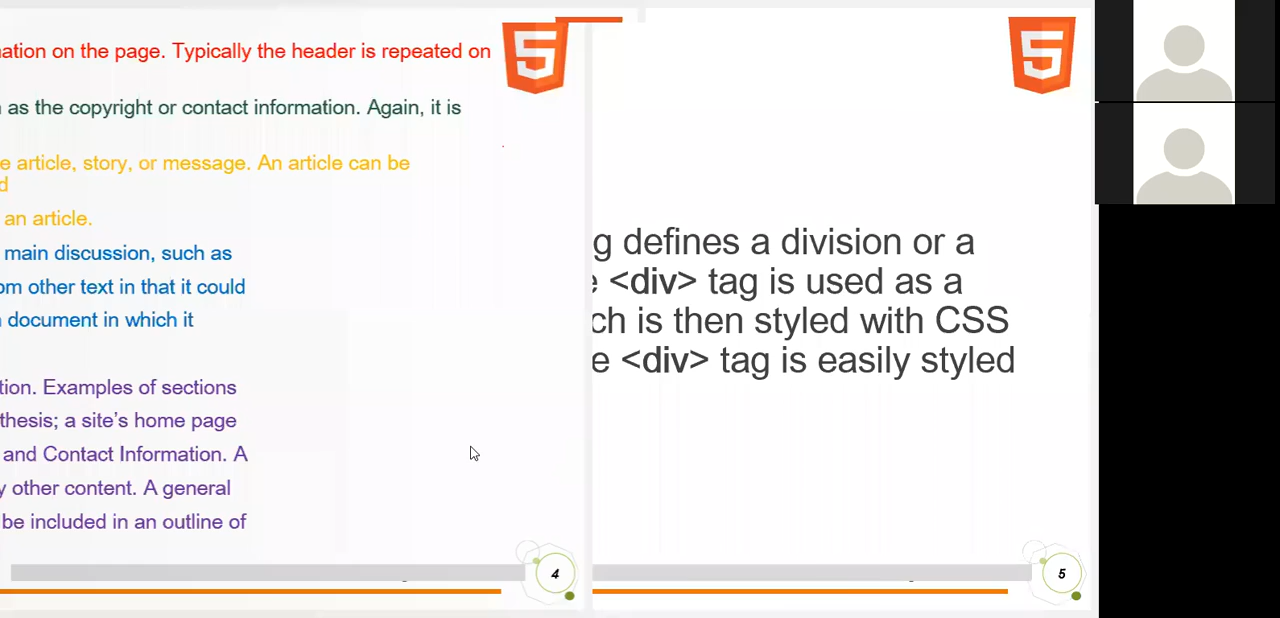 ation on the page. Typically the header is repeated on
as the copyright or contact information. Again, it is
e article, story, or message. An article can be
d
an article.
main discussion, such as
om other text in that it could
document in which it
tion. Examples of sections
thesis; a site's home page
and Contact Information. A
y other content. A general
be included in an outline of
4
5
g defines a division or a
e <div> tag is used as a
ch is then styled with CSS
e <div> tag is easily styled
5
5